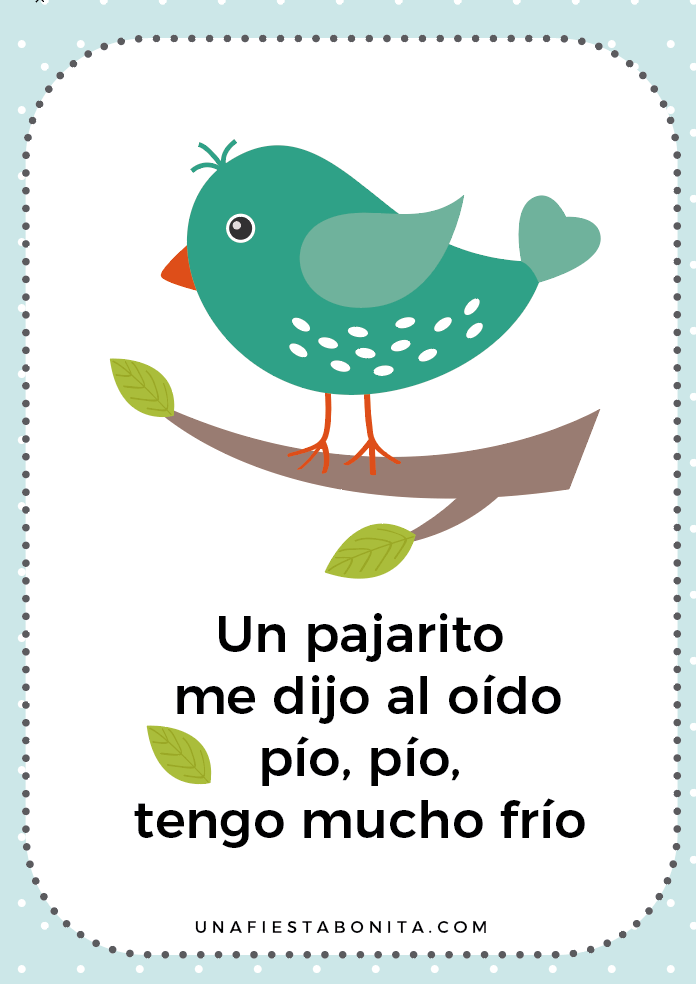 Un pajarito
me dijo al oído
pío, pío,
tengo mucho frío
UNAFIESTABONITA.COM